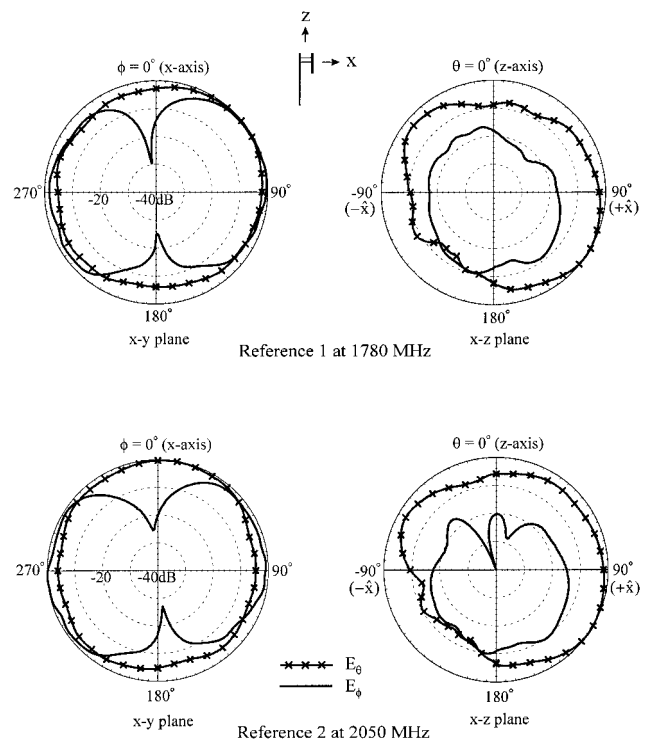 z
x
ϕ = 0° (x-axis)
θ = 0° (z-axis)
270°
-20
-40dB
90°
-90°
(−x̂)
90°
(+x̂)
180°
180°
x-y plane
x-z plane
Reference 1 at 1780 MHz
ϕ = 0° (x-axis)
θ = 0° (z-axis)
270°
-20
-40dB
90°
-90°
(−x̂)
90°
(+x̂)
E_θ
E_ϕ
180°
180°
x-y plane
x-z plane
Reference 2 at 2050 MHz